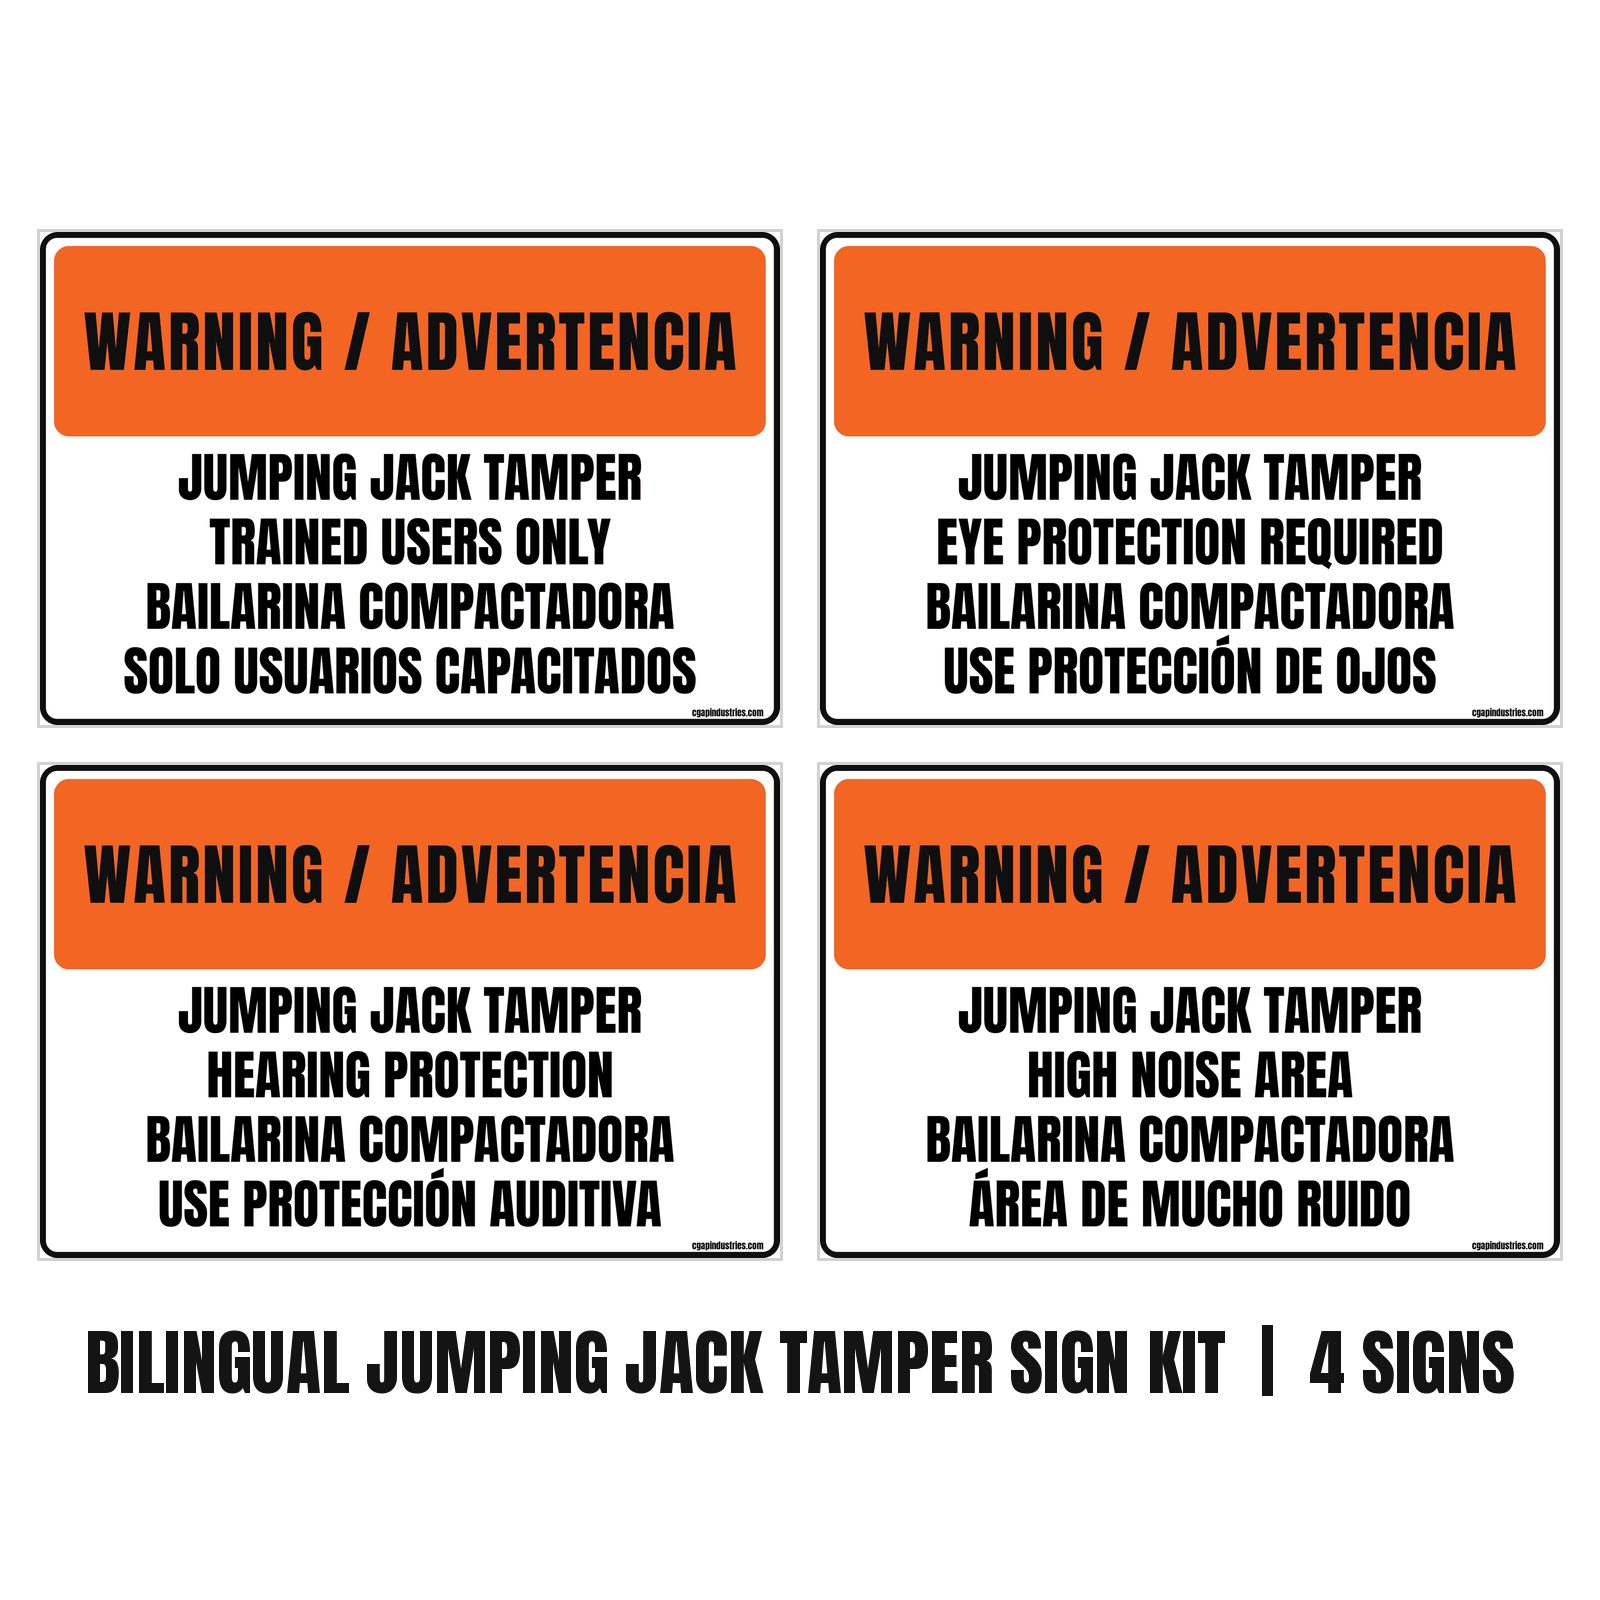 WARNING / ADVERTENCIA
JUMPING JACK TAMPER
TRAINED USERS ONLY
BAILARINA COMPACTADORA
SOLO USUARIOS CAPACITADOS
cgapindustries.com
WARNING / ADVERTENCIA
JUMPING JACK TAMPER
EYE PROTECTION REQUIRED
BAILARINA COMPACTADORA
USE PROTECCIÓN DE OJOS
cgapindustries.com
WARNING / ADVERTENCIA
JUMPING JACK TAMPER
HEARING PROTECTION
BAILARINA COMPACTADORA
USE PROTECCIÓN AUDITIVA
cgapindustries.com
WARNING / ADVERTENCIA
JUMPING JACK TAMPER
HIGH NOISE AREA
BAILARINA COMPACTADORA
ÁREA DE MUCHO RUIDO
cgapindustries.com
BILINGUAL JUMPING JACK TAMPER SIGN KIT | 4 SIGNS